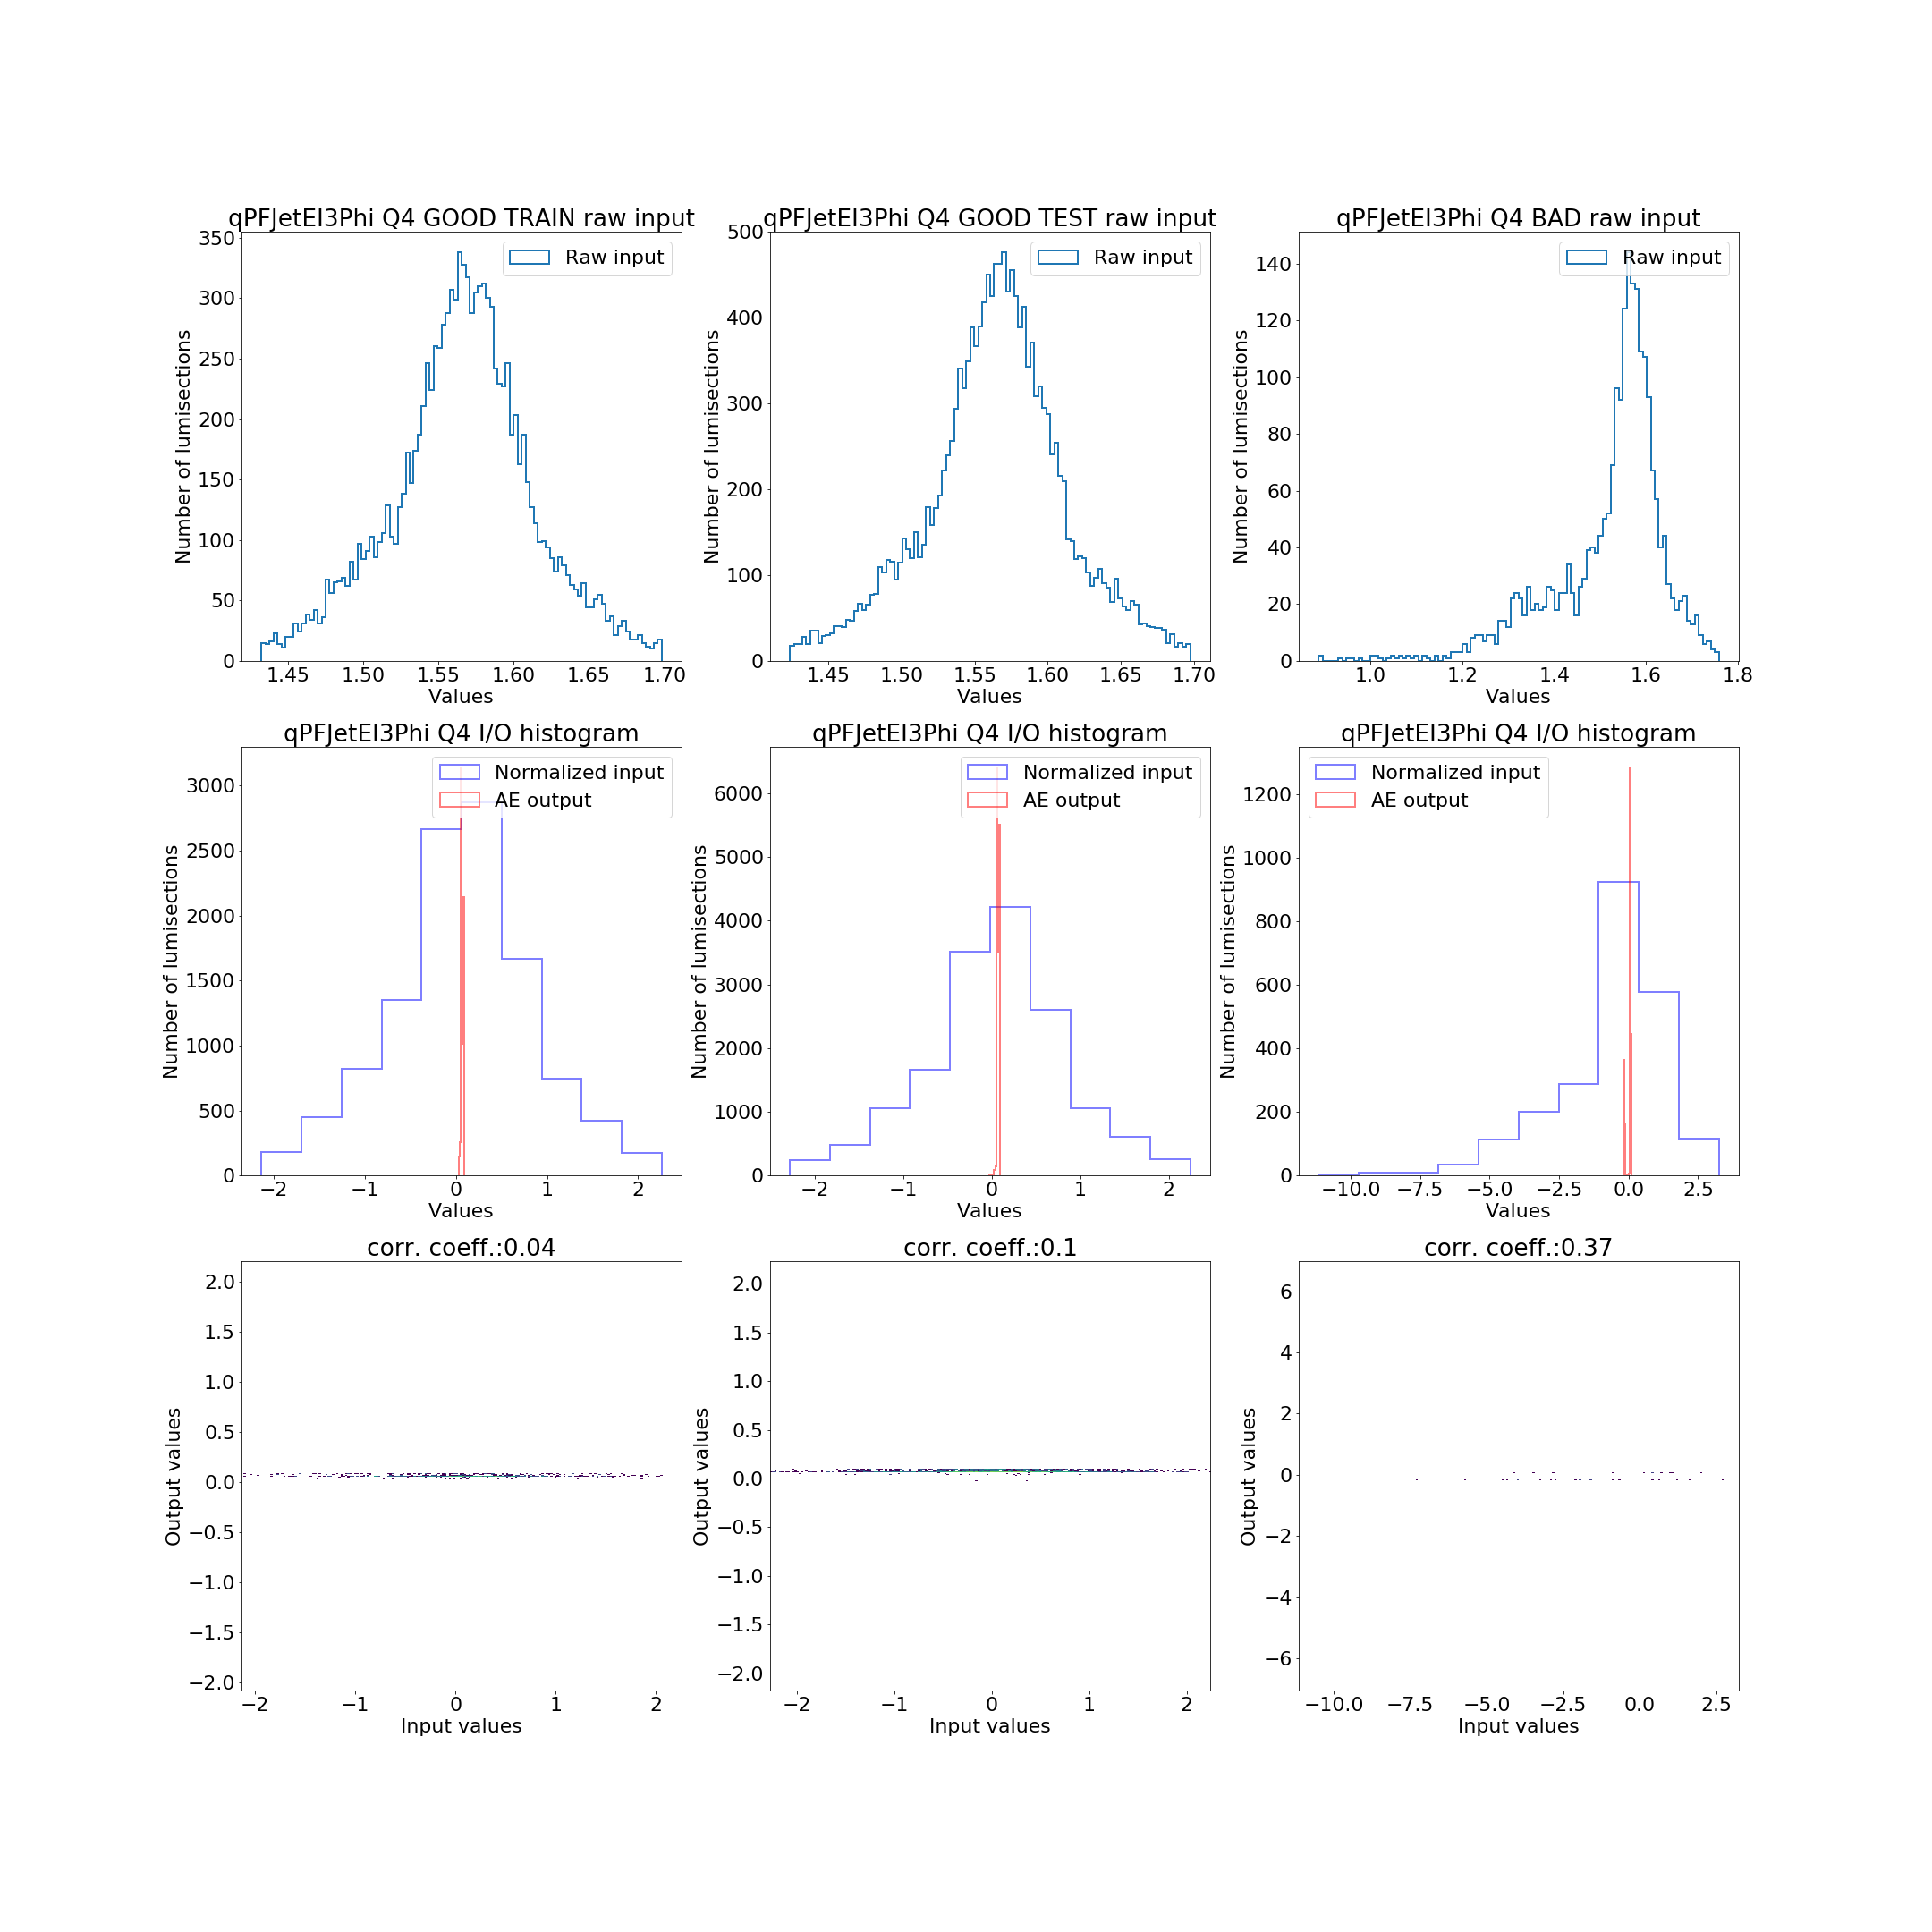 qPFJetEI3Phi Q4 GOOD TRAIN raw input
Raw input
Number of lumisections
350
300
250
200
150
100
50
0
1.45 1.50 1.55 1.60 1.65 1.70
Values
qPFJetEI3Phi Q4 GOOD TEST raw input
Raw input
Number of lumisections
500
400
300
200
100
0
1.45 1.50 1.55 1.60 1.65 1.70
Values
qPFJetEI3Phi Q4 BAD raw input
Raw input
Number of lumisections
140
120
100
80
60
40
20
0
1.0 1.2 1.4 1.6 1.8
Values
qPFJetEI3Phi Q4 I/O histogram
Normalized input
AE output
Number of lumisections
3000
2500
2000
1500
1000
500
0
−2 −1 0 1 2
Values
qPFJetEI3Phi Q4 I/O histogram
Normalized input
AE output
Number of lumisections
6000
5000
4000
3000
2000
1000
0
−2 −1 0 1 2
Values
qPFJetEI3Phi Q4 I/O histogram
Normalized input
AE output
Number of lumisections
1200
1000
800
600
400
200
0
−10.0 −7.5 −5.0 −2.5 0.0 2.5
Values
corr. coeff.:0.04
Output values
2.0
1.5
1.0
0.5
0.0
−0.5
−1.0
−1.5
−2.0
−2 −1 0 1 2
Input values
corr. coeff.:0.1
Output values
2.0
1.5
1.0
0.5
0.0
−0.5
−1.0
−1.5
−2.0
−2 −1 0 1 2
Input values
corr. coeff.:0.37
Output values
6
4
2
0
−2
−4
−6
−10.0 −7.5 −5.0 −2.5 0.0 2.5
Input values